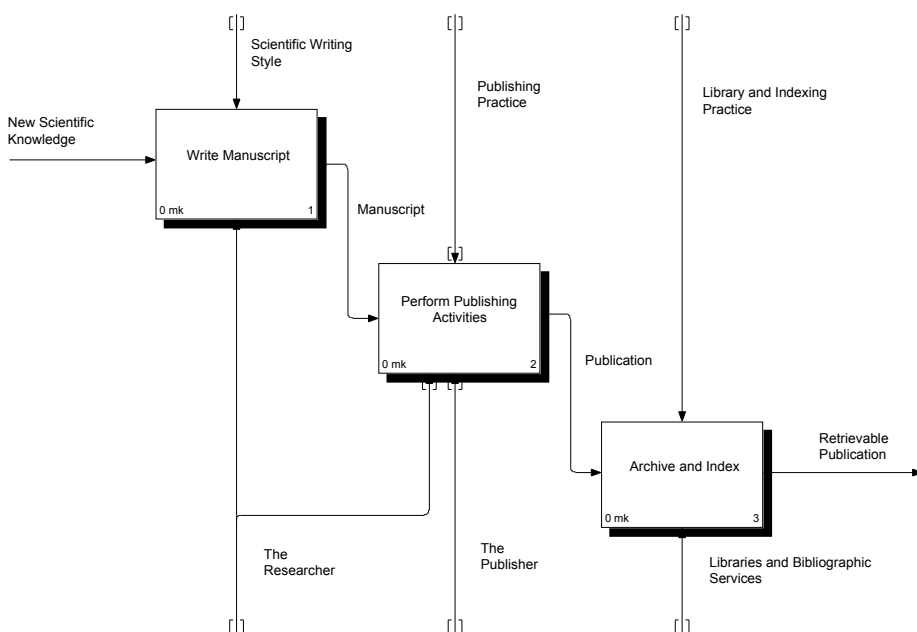 Scientific Writing
Style
Publishing
Practice
Library and Indexing
Practice
New Scientific
Knowledge
Write Manuscript
0 mk
1
Manuscript
Perform Publishing
Activities
0 mk
2
Publication
Archive and Index
0 mk
3
Retrievable
Publication
The
Researcher
The
Publisher
Libraries and Bibliographic
Services